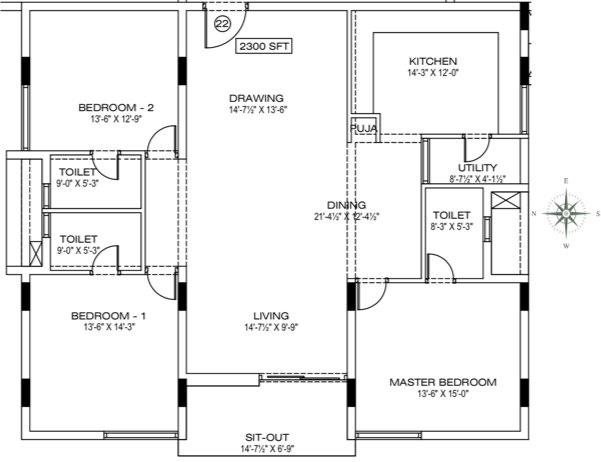 22
2300 SFT
KITCHEN
14'-3" X 12'-0"
DRAWING
14'-7½" X 13'-6"
BEDROOM - 2
13'-6" X 12'-9"
PUJA
TOILET
9'-0" X 5'-3"
UTILITY
8'-7½" X 4'-1½"
E
N
S
W
DINING
21'-4½" X 12'-4½"
TOILET
8'-3" X 5'-3"
TOILET
9'-0" X 5'-3"
BEDROOM - 1
13'-6" X 14'-3"
LIVING
14'-7½" X 9'-9"
MASTER BEDROOM
13'-6" X 15'-0"
SIT-OUT
14'-7½" X 6'-9"